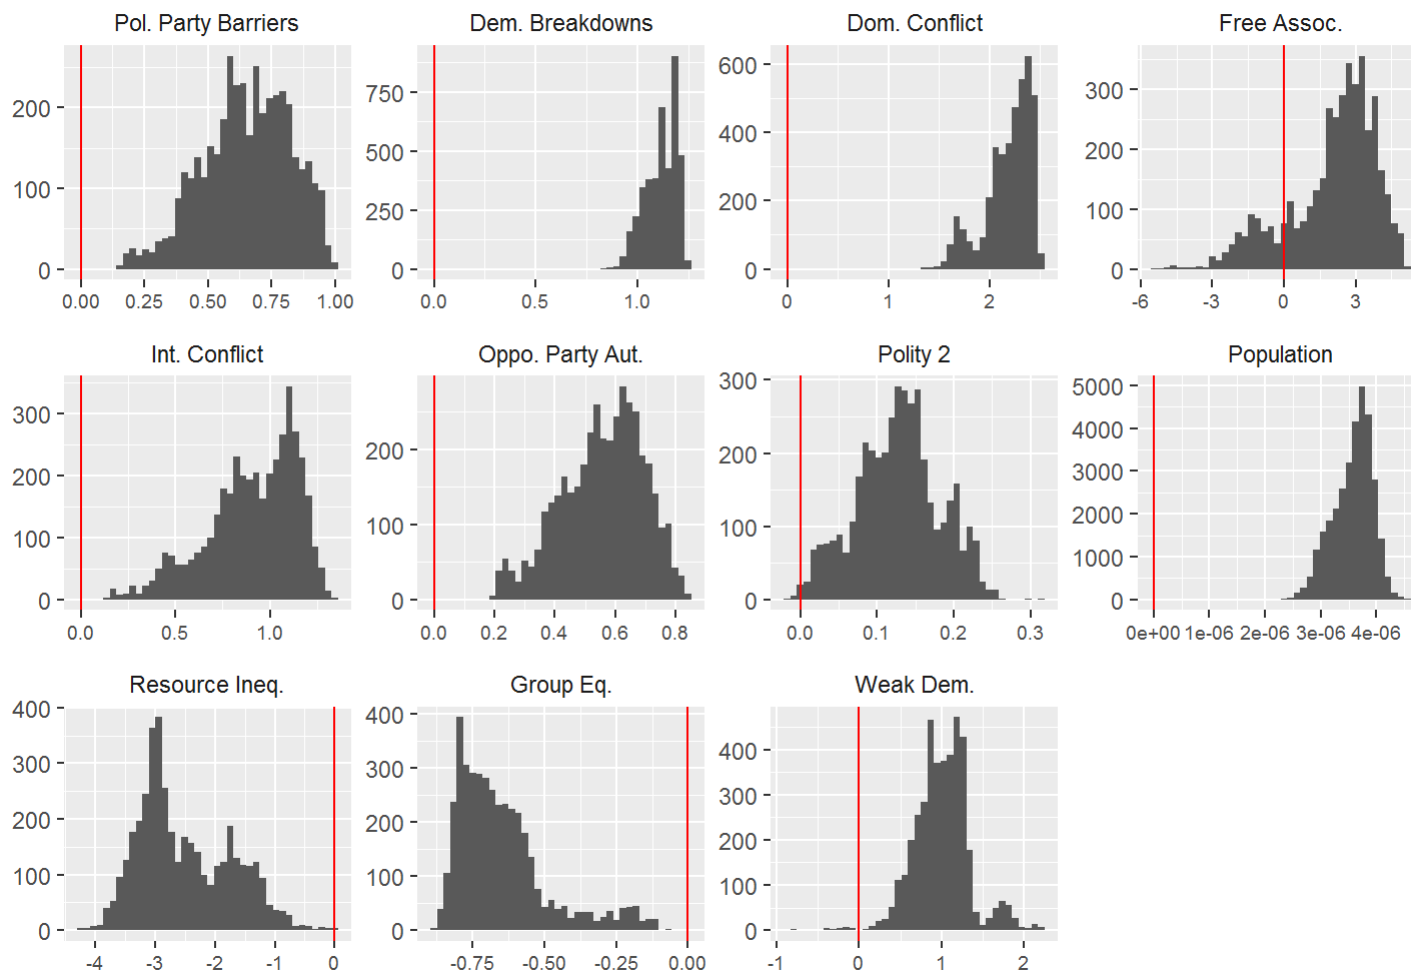 Pol. Party Barriers
200
100
0
0.00 0.25 0.50 0.75 1.00
Dem. Breakdowns
750
500
250
0
0.0 0.5 1.0
Dom. Conflict
600
400
200
0
0 1 2
Free Assoc.
300
200
100
0
-6 -3 0 3
Int. Conflict
300
200
100
0
0.0 0.5 1.0
Oppo. Party Aut.
200
100
0
0.0 0.2 0.4 0.6 0.8
Polity 2
300
200
100
0
0.0 0.1 0.2 0.3
Population
5000
4000
3000
2000
1000
0
0e+00 1e-06 2e-06 3e-06 4e-06
Resource Ineq.
400
300
200
100
0
-4 -3 -2 -1 0
Group Eq.
400
300
200
100
0
-0.75 -0.50 -0.25 0.00
Weak Dem.
400
300
200
100
0
-1 0 1 2